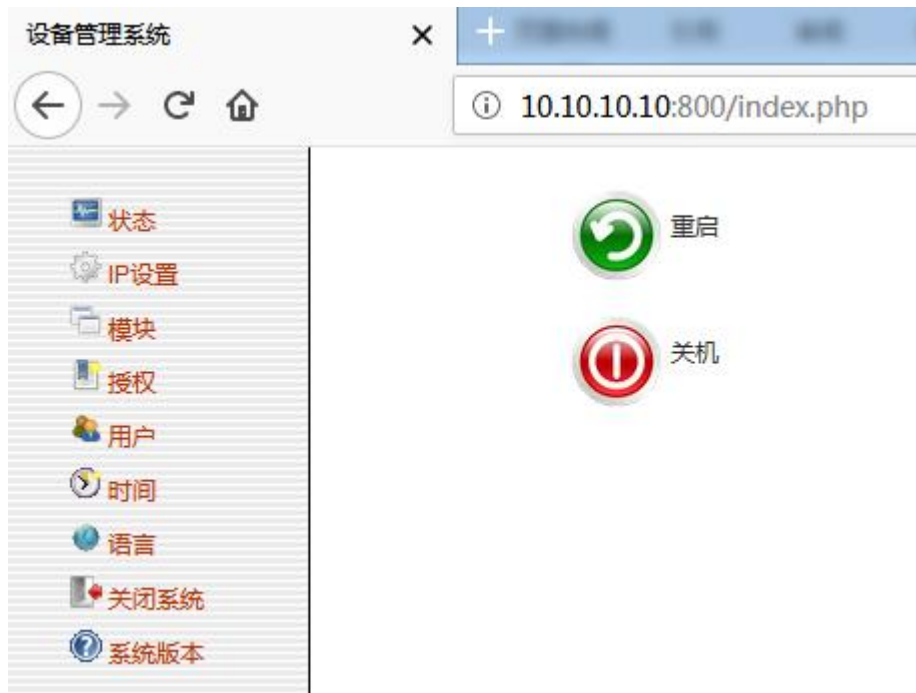 设备管理系统
10.10.10.10:800/index.php
状态
IP设置
模块
授权
用户
时间
语言
关闭系统
系统版本
重启
关机